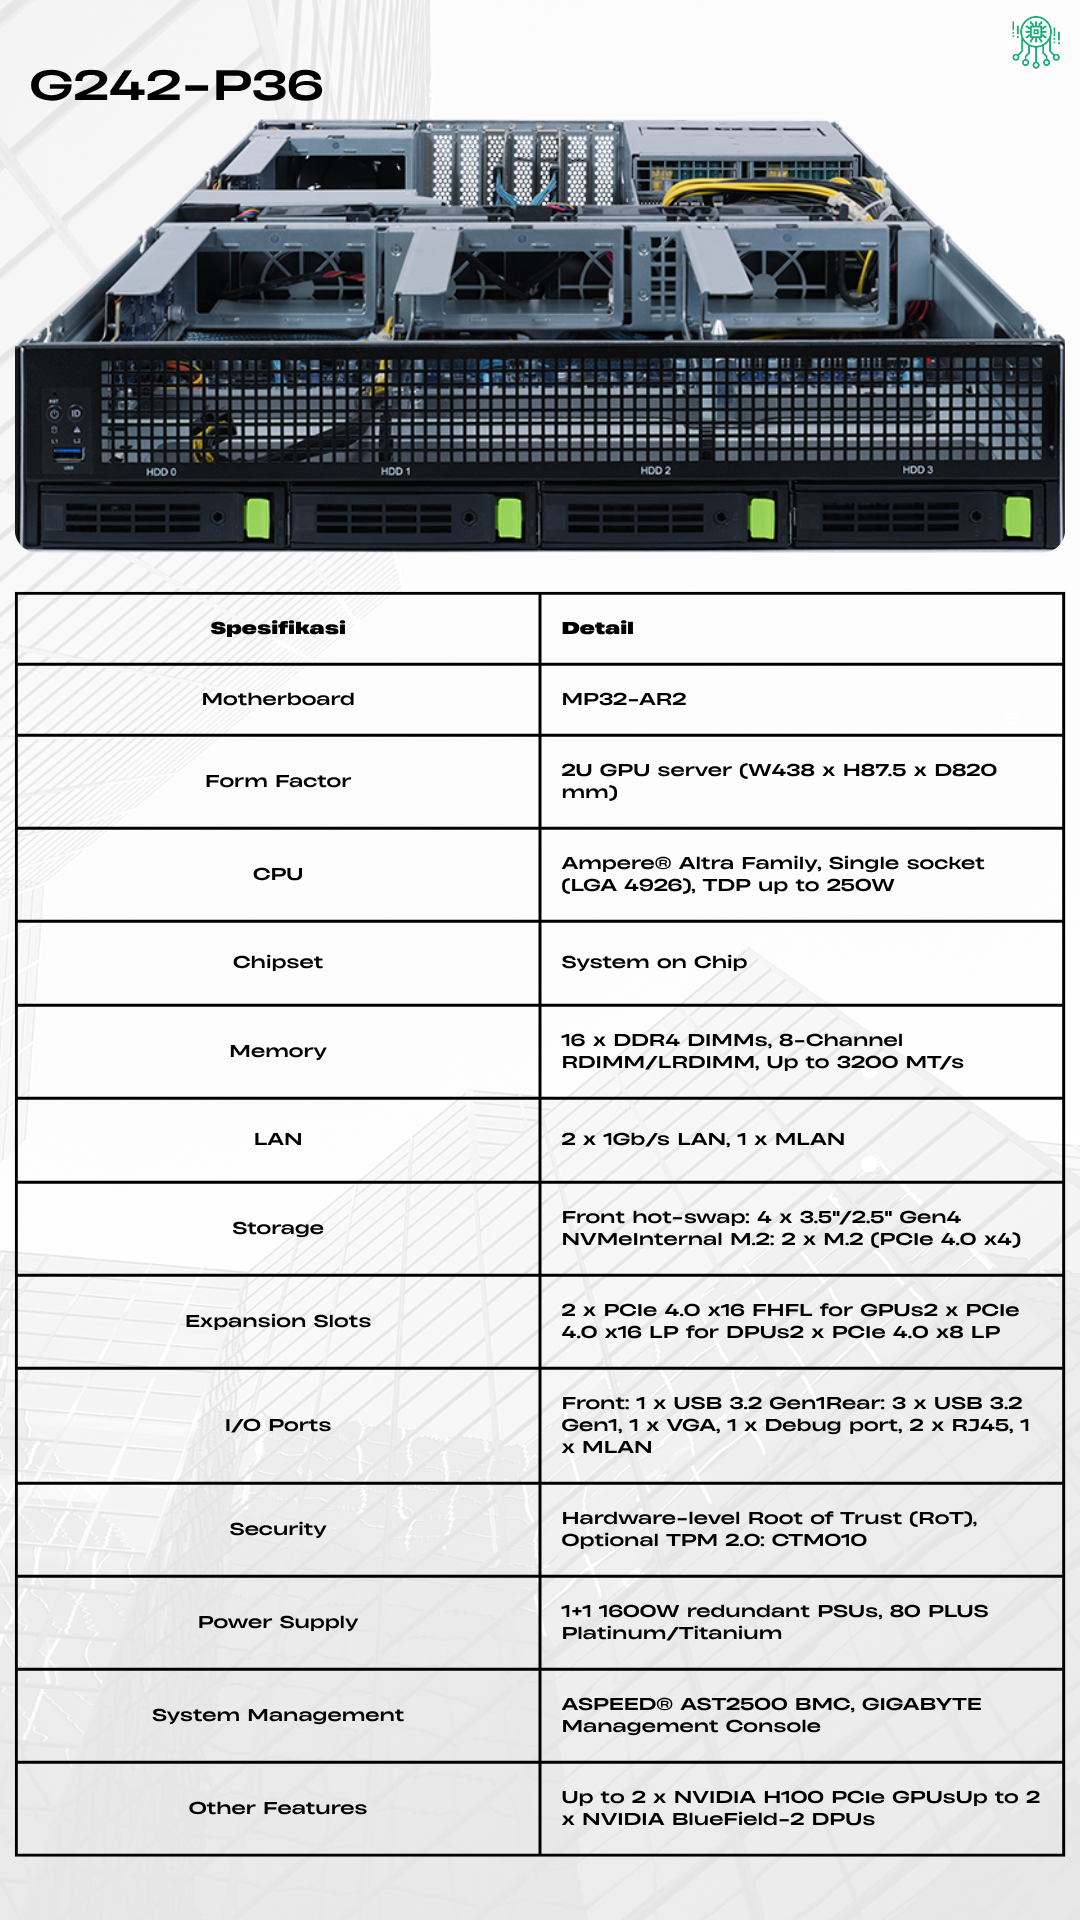 G242-P36
RST
ID
HDD 0
HDD 1
HDD 2
HDD 3
Spesifikasi
Detail
Motherboard
MP32-AR2
Form Factor
2U GPU server (W438 x H87.5 x D820
mm)
CPU
Ampere® Altra Family, Single socket
(LGA 4926), TDP up to 250W
Chipset
System on Chip
Memory
16 x DDR4 DIMMs, 8-Channel
RDIMM/LRDIMM, Up to 3200 MT/s
LAN
2 x 1Gb/s LAN, 1 x MLAN
Storage
Front hot-swap: 4 x 3.5"/2.5" Gen4
NVMeInternal M.2: 2 x M.2 (PCIe 4.0 x4)
Expansion Slots
2 x PCIe 4.0 x16 FHFL for GPUs2 x PCIe
4.0 x16 LP for DPUs2 x PCIe 4.0 x8 LP
I/O Ports
Front: 1 x USB 3.2 Gen1Rear: 3 x USB 3.2
Gen1, 1 x VGA, 1 x Debug port, 2 x RJ45, 1
x MLAN
Security
Hardware-level Root of Trust (RoT),
Optional TPM 2.0: CTM010
Power Supply
1+1 1600W redundant PSUs, 80 PLUS
Platinum/Titanium
System Management
ASPEED® AST2500 BMC, GIGABYTE
Management Console
Other Features
Up to 2 x NVIDIA H100 PCIe GPUsUp to 2
x NVIDIA BlueField-2 DPUs